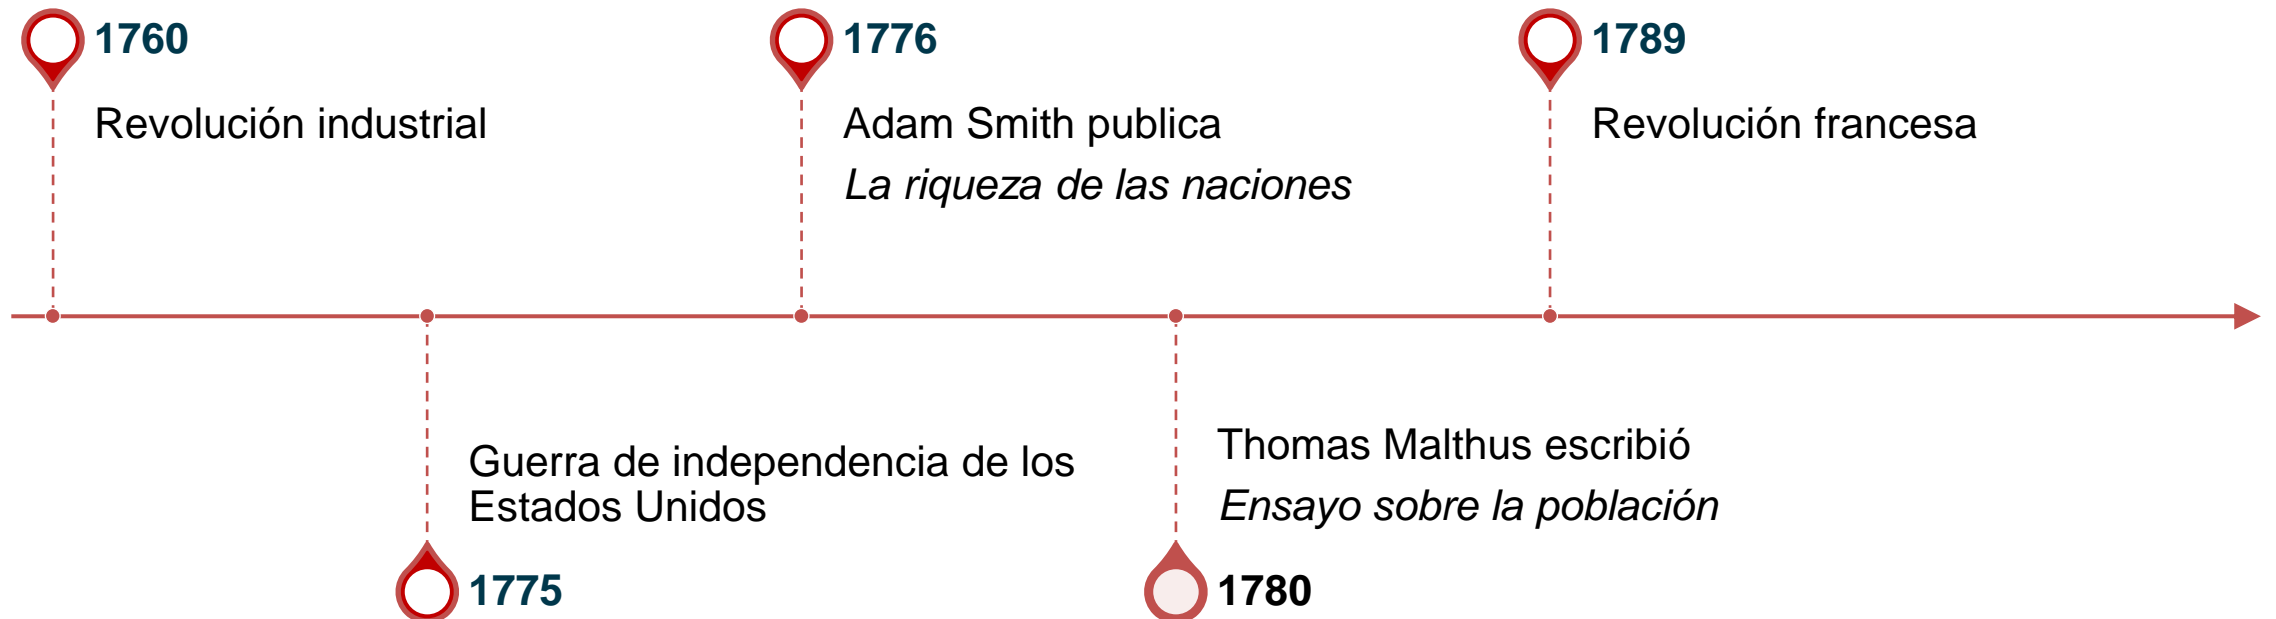 1760
Revolución industrial
1776
Adam Smith publica
La riqueza de las naciones
1789
Revolución francesa
Guerra de independencia de los
Estados Unidos
1775
Thomas Malthus escribió
Ensayo sobre la población
1780